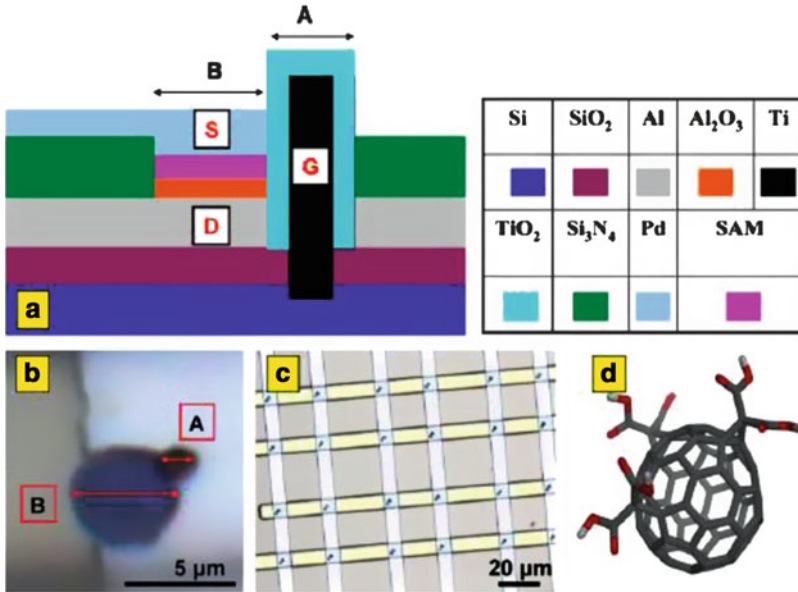 A
B
S
G
D
a
Si SiO₂ Al Al₂O₃ Ti
TiO₂ Si₃N₄ Pd SAM
b
A
B
5 µm
c
20 µm
d